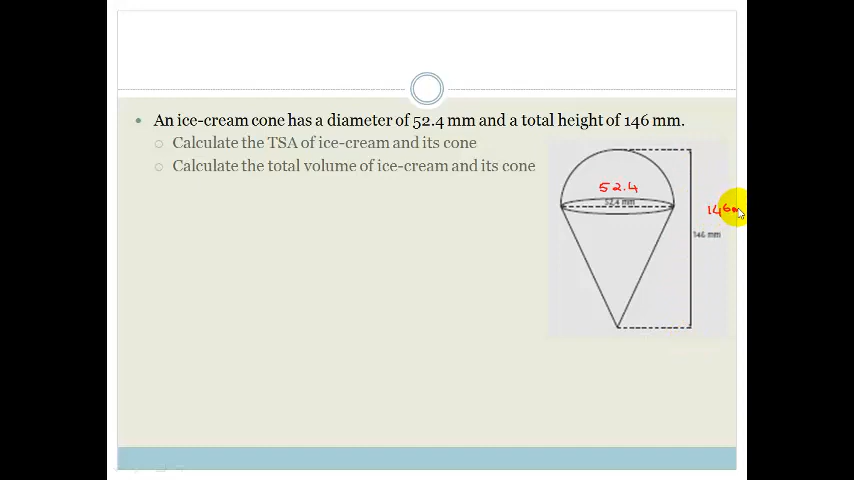 An ice-cream cone has a diameter of 52.4 mm and a total height of 146 mm.
Calculate the TSA of ice-cream and its cone
Calculate the total volume of ice-cream and its cone
52.4
52.4 mm
146m
146 mm